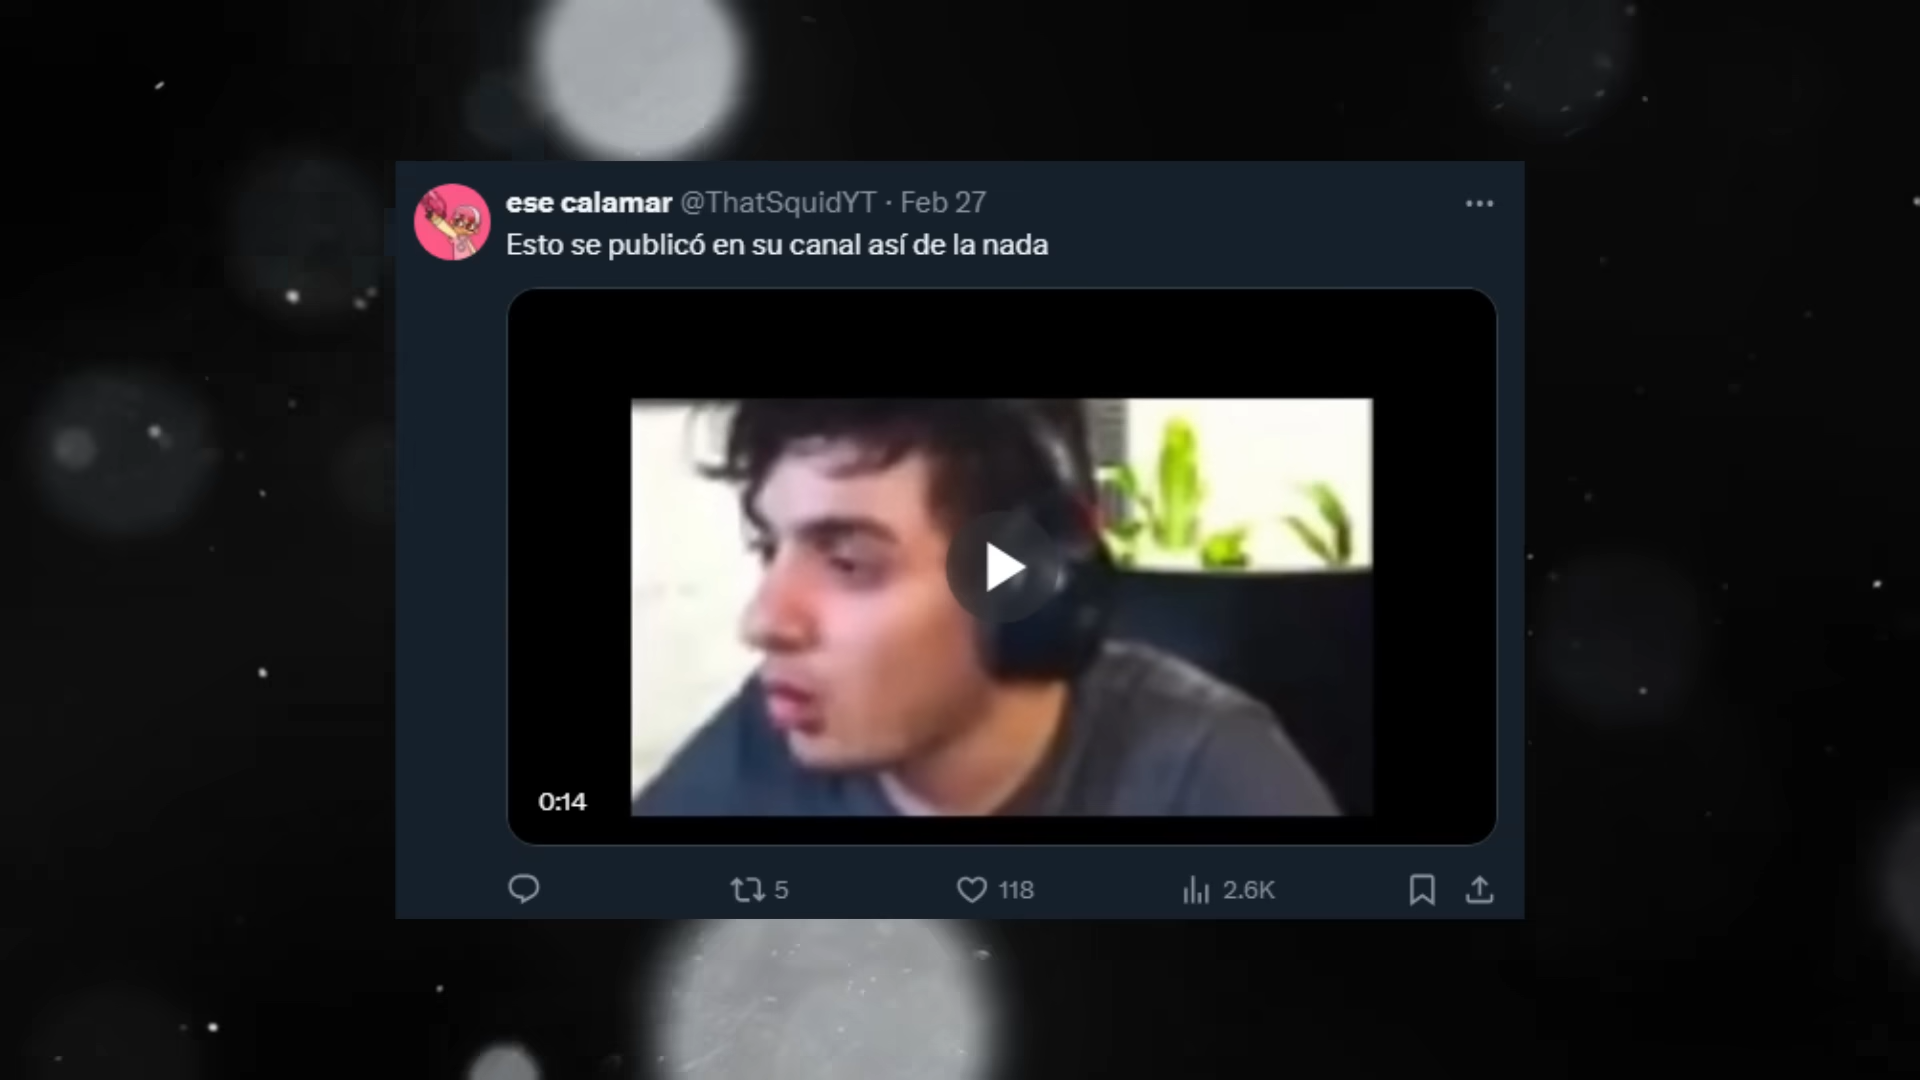 ese calamar @ThatSquidYT · Feb 27
Esto se publicó en su canal así de la nada
0:14
5 118 2.6K